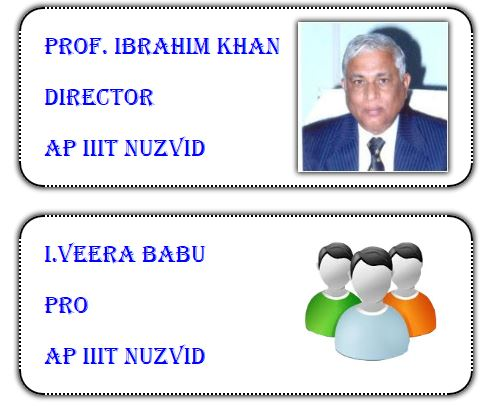 PROF. IBRAHIM KHAN
DIRECTOR
AP IIIT NUZVID
I.VEERA BABU
PRO
AP IIIT NUZVID